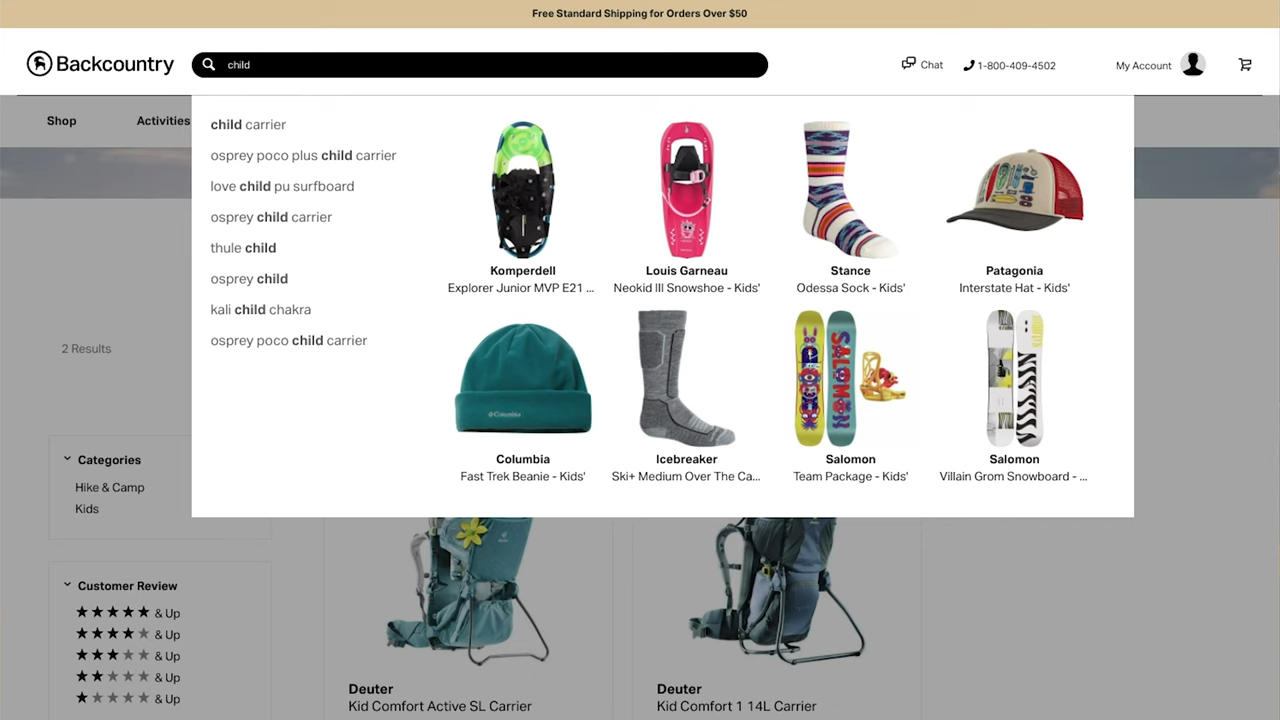 Free Standard Shipping for Orders Over $50
Backcountry
child
Chat
1-800-409-4502
My Account
Shop
Activities
child carrier
osprey poco plus child carrier
love child pu surfboard
osprey child carrier
thule child
osprey child
kali child chakra
osprey poco child carrier
Komperdell
Explorer Junior MVP E21 ...
Louis Garneau
Neokid III Snowshoe - Kids'
Stance
Odessa Sock - Kids'
Patagonia
Interstate Hat - Kids'
Columbia
SALOMON
Columbia
Fast Trek Beanie - Kids'
Icebreaker
Ski+ Medium Over The Ca...
Salomon
Team Package - Kids'
Salomon
Villain Grom Snowboard - ...
2 Results
Categories
Hike & Camp
Kids
Customer Review
& Up
& Up
& Up
& Up
& Up
Deuter
Kid Comfort Active SL Carrier
Deuter
Kid Comfort 1 14L Carrier